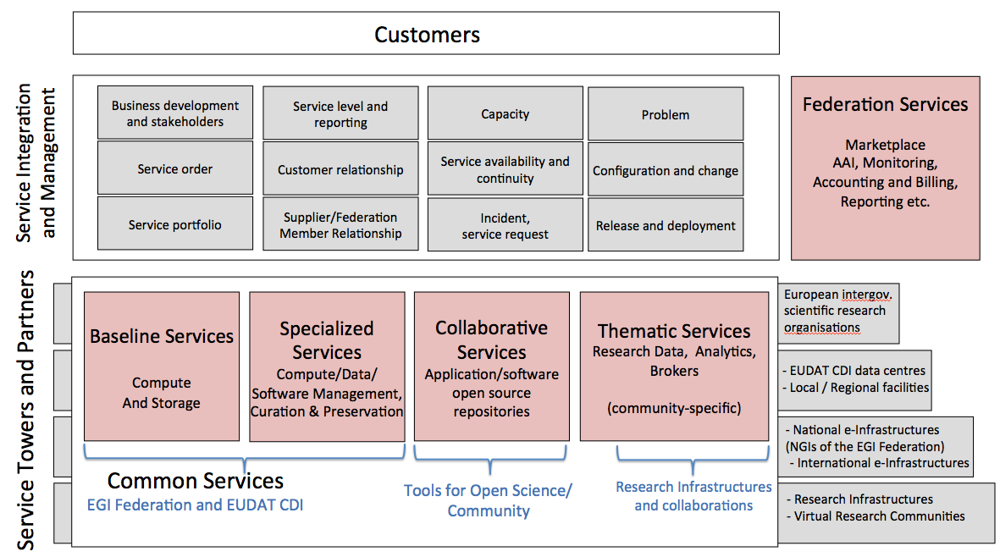 Customers
Service Integration
and Management
Business development
and stakeholders
Service level and
reporting
Capacity
Problem
Service order
Customer relationship
Service availability and
continuity
Configuration and change
Service portfolio
Supplier/Federation
Member Relationship
Incident,
service request
Release and deployment
Federation Services
Marketplace
AAI, Monitoring,
Accounting and Billing,
Reporting etc.
Service Towers and Partners
Baseline Services
Compute
And Storage
Specialized
Services
Compute/Data/
Software Management,
Curation & Preservation
Collaborative
Services
Application/software
open source
repositories
Thematic Services
Research Data, Analytics,
Brokers
(community-specific)
Common Services
EGI Federation and EUDAT CDI
Tools for Open Science/
Community
Research Infrastructures
and collaborations
European intergov.
scientific research
organisations
- EUDAT CDI data centres
- Local / Regional facilities
- National e-Infrastructures
(NGIs of the EGI Federation)
- International e-Infrastructures
- Research Infrastructures
- Virtual Research Communities